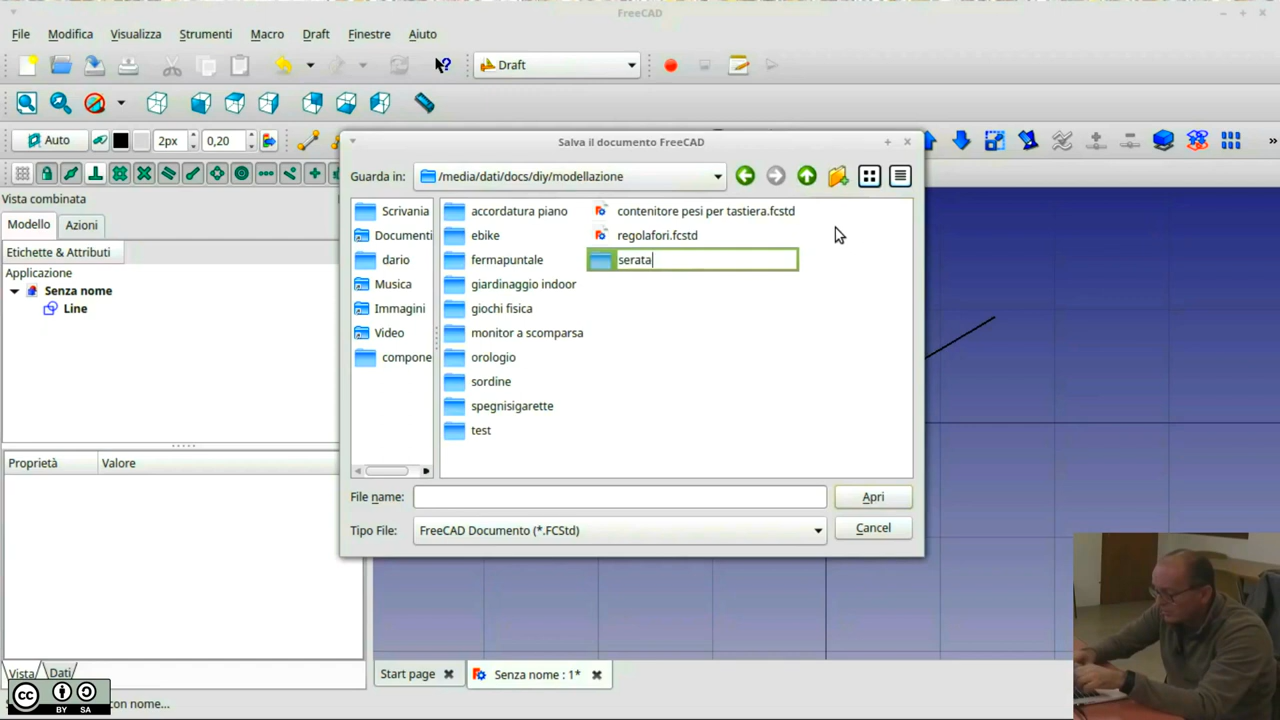 FreeCAD
File Modifica Visualizza Strumenti Macro Draft Finestre Aiuto
Draft
Auto 2px 0,20 »
Vista combinata
Modello Azioni
Etichette & Attributi
Applicazione
Senza nome
Line
Proprietà Valore
Vista Dati
con nome...
Salva il documento FreeCAD
Guarda in: /media/dati/docs/diy/modellazione
Scrivania
Documenti
dario
Musica
Immagini
Video
compone
accordatura piano
ebike
fermapuntale
giardinaggio indoor
giochi fisica
monitor a scomparsa
orologio
sordine
spegnisigarette
test
contenitore pesi per tastiera.fcstd
regolafori.fcstd
serata
File name: Apri
Tipo File: FreeCAD Documento (*.FCStd) Cancel
Start page Senza nome : 1*
CC BY SA